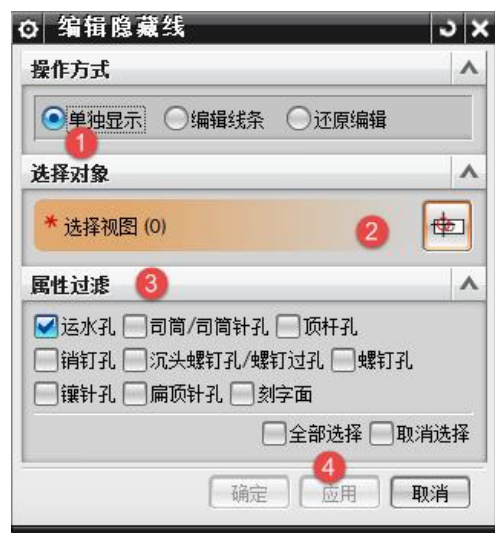 编辑隐藏线
操作方式
单独显示 编辑线条 还原编辑
1
选择对象
* 选择视图 (0)
2
属性过滤 3
运水孔 司筒/司筒针孔 顶杆孔
销钉孔 沉头螺钉孔/螺钉过孔 螺钉孔
镶针孔 扁顶针孔 刻字面
全部选择 取消选择
4
确定 应用 取消